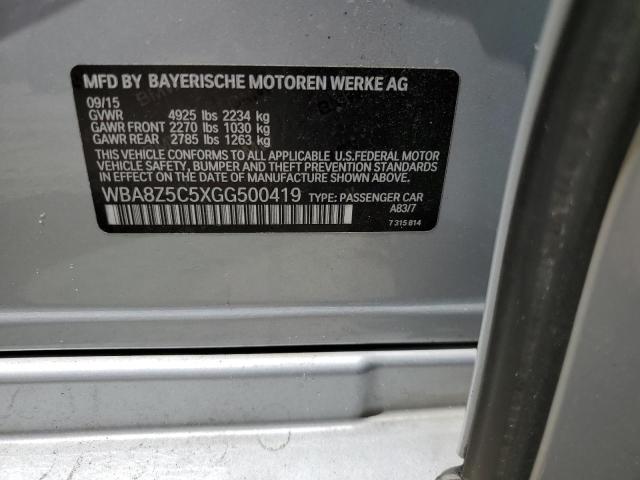 MFD BY BAYERISCHE MOTOREN WERKE AG
09/15
GVWR 4925 lbs 2234 kg
GAWR FRONT 2270 lbs 1030 kg
GAWR REAR 2785 lbs 1263 kg
THIS VEHICLE CONFORMS TO ALL APPLICABLE U.S.FEDERAL MOTOR
VEHICLE SAFETY, BUMPER AND THEFT PREVENTION STANDARDS
IN EFFECT ON THE DATE OF MANUFACTURE SHOWN ABOVE.
WBA8Z5C5XGG500419 TYPE: PASSENGER CAR
A83/7
7 315 814